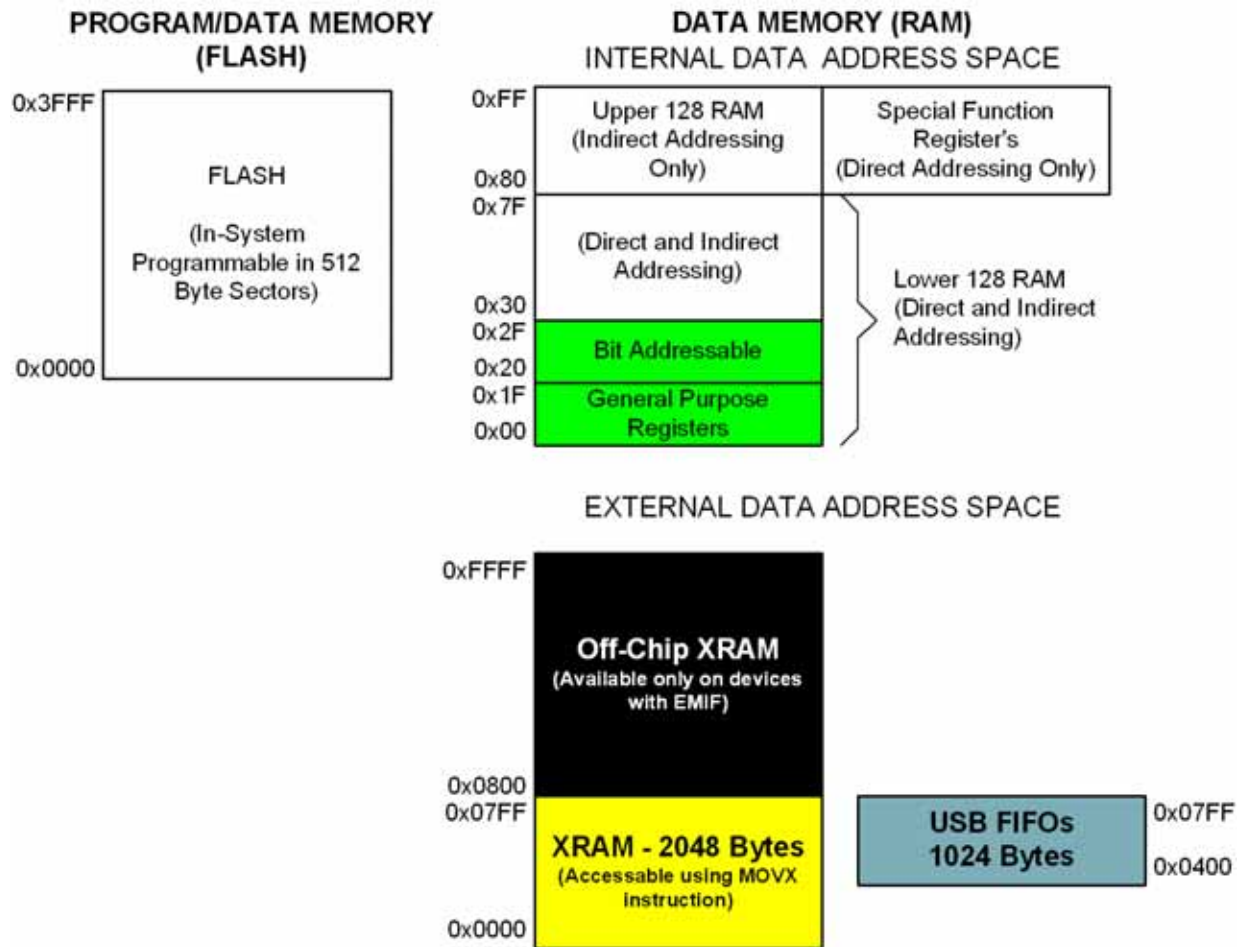 PROGRAM/DATA MEMORY
(FLASH)
0x3FFF
FLASH
(In-System
Programmable in 512
Byte Sectors)
0x0000
DATA MEMORY (RAM)
INTERNAL DATA ADDRESS SPACE
0xFF
Upper 128 RAM
(Indirect Addressing
Only)
0x80
Special Function
Register's
(Direct Addressing Only)
0x7F
(Direct and Indirect
Addressing)
0x30
Lower 128 RAM
(Direct and Indirect
Addressing)
0x2F
Bit Addressable
0x20
0x1F
General Purpose
Registers
0x00
EXTERNAL DATA ADDRESS SPACE
0xFFFF
Off-Chip XRAM
(Available only on devices
with EMIF)
0x0800
0x07FF
XRAM - 2048 Bytes
(Accessable using MOVX
instruction)
0x0000
USB FIFOs
1024 Bytes
0x07FF
0x0400